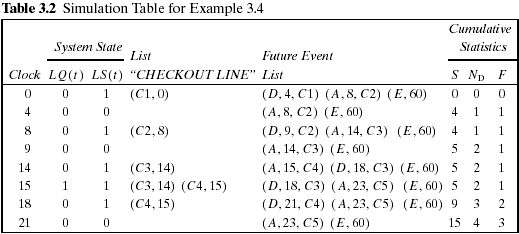 Table 3.2 Simulation Table for Example 3.4
Cumulative
System State List Statistics
Future Event
Clock LQ(t) LS(t) "CHECKOUT LINE" List S N_D F
0 0 1 (C1, 0) (D, 4, C1) (A, 8, C2) (E, 60) 0 0 0
4 0 0 (A, 8, C2) (E, 60) 4 1 1
8 0 1 (C2, 8) (D, 9, C2) (A, 14, C3) (E, 60) 4 1 1
9 0 0 (A, 14, C3) (E, 60) 5 2 1
14 0 1 (C3, 14) (A, 15, C4) (D, 18, C3) (E, 60) 5 2 1
15 1 1 (C3, 14) (C4, 15) (D, 18, C3) (A, 23, C5) (E, 60) 5 2 1
18 0 1 (C4, 15) (D, 21, C4) (A, 23, C5) (E, 60) 9 3 2
21 0 0 (A, 23, C5) (E, 60) 15 4 3